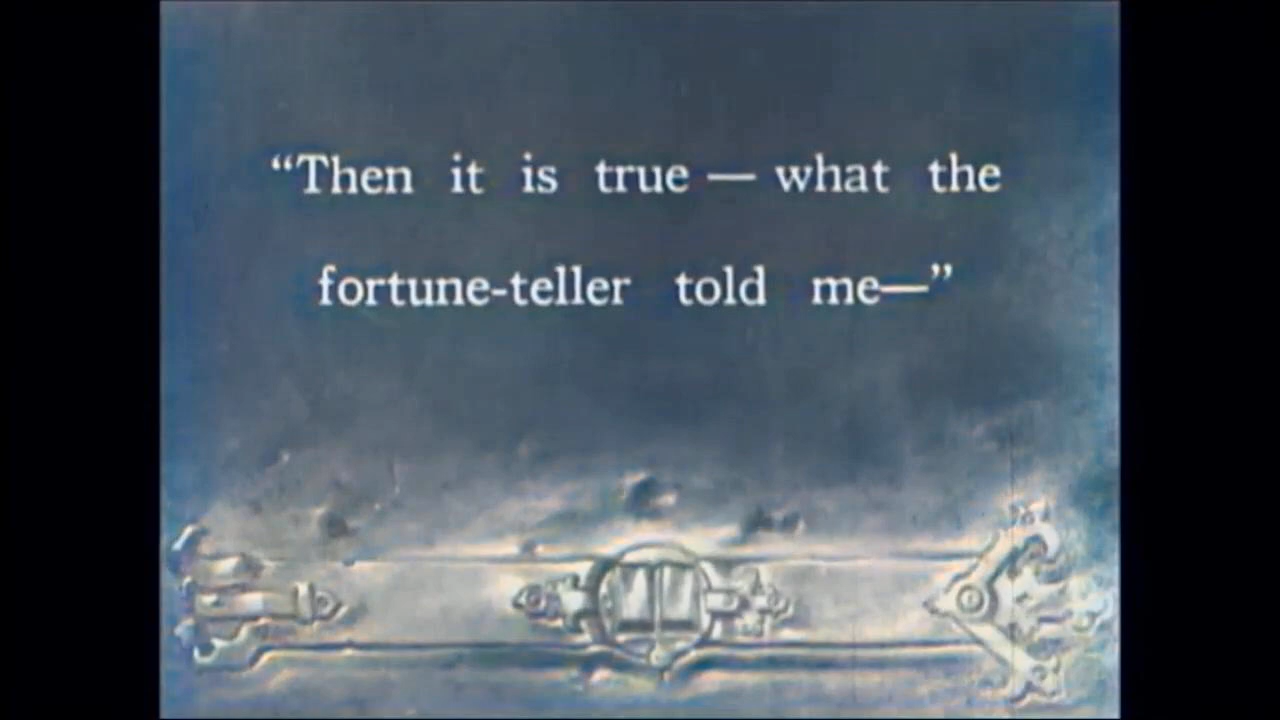 “Then it is true — what the
fortune-teller told me—”